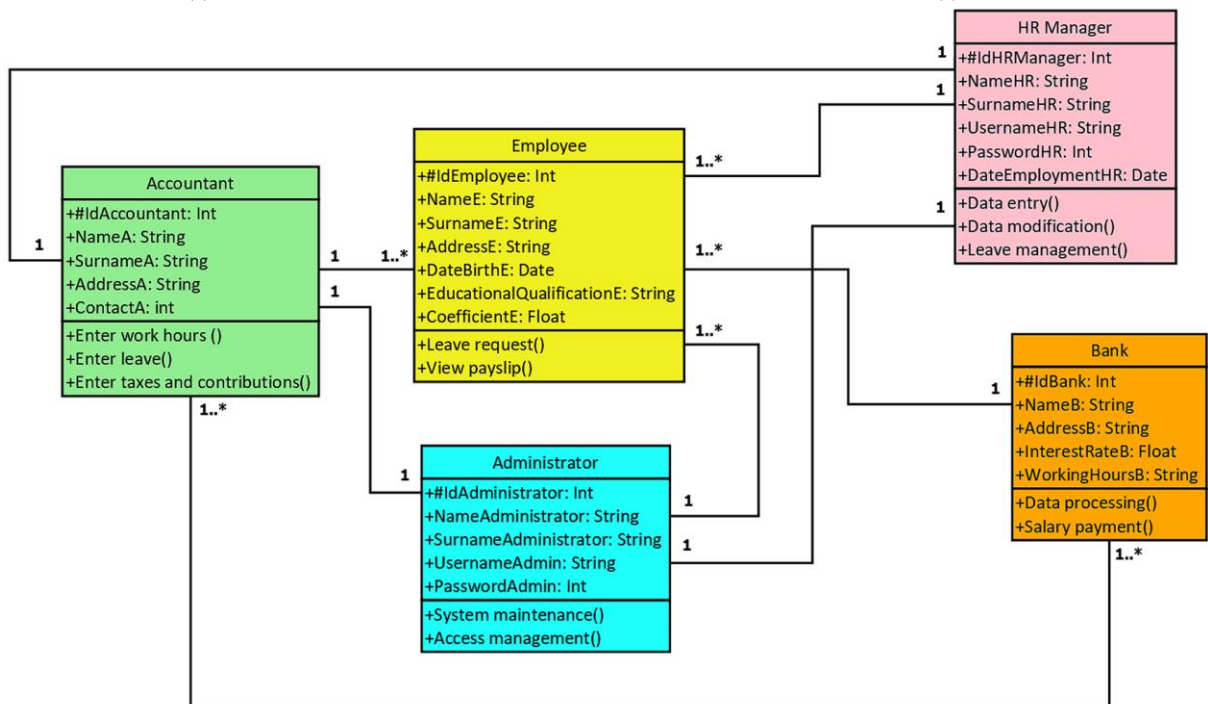 HR Manager
+#IdHRManager: Int
+NameHR: String
+SurnameHR: String
+UsernameHR: String
+PasswordHR: Int
+DateEmploymentHR: Date
+Data entry()
+Data modification()
+Leave management()
1
1
1
Employee
+#IdEmployee: Int
+NameE: String
+SurnameE: String
+AddressE: String
+DateBirthE: Date
+EducationalQualificationE: String
+CoefficientE: Float
+Leave request()
+View payslip()
1..*
1..*
1..*
1..*
Accountant
+#IdAccountant: Int
+NameA: String
+SurnameA: String
+AddressA: String
+ContactA: int
+Enter work hours ()
+Enter leave()
+Enter taxes and contributions()
1
1
1
1..*
Bank
+#IdBank: Int
+NameB: String
+AddressB: String
+InterestRateB: Float
+WorkingHoursB: String
+Data processing()
+Salary payment()
1
1..*
Administrator
+#IdAdministrator: Int
+NameAdministrator: String
+SurnameAdministrator: String
+UsernameAdmin: String
+PasswordAdmin: Int
+System maintenance()
+Access management()
1
1
1